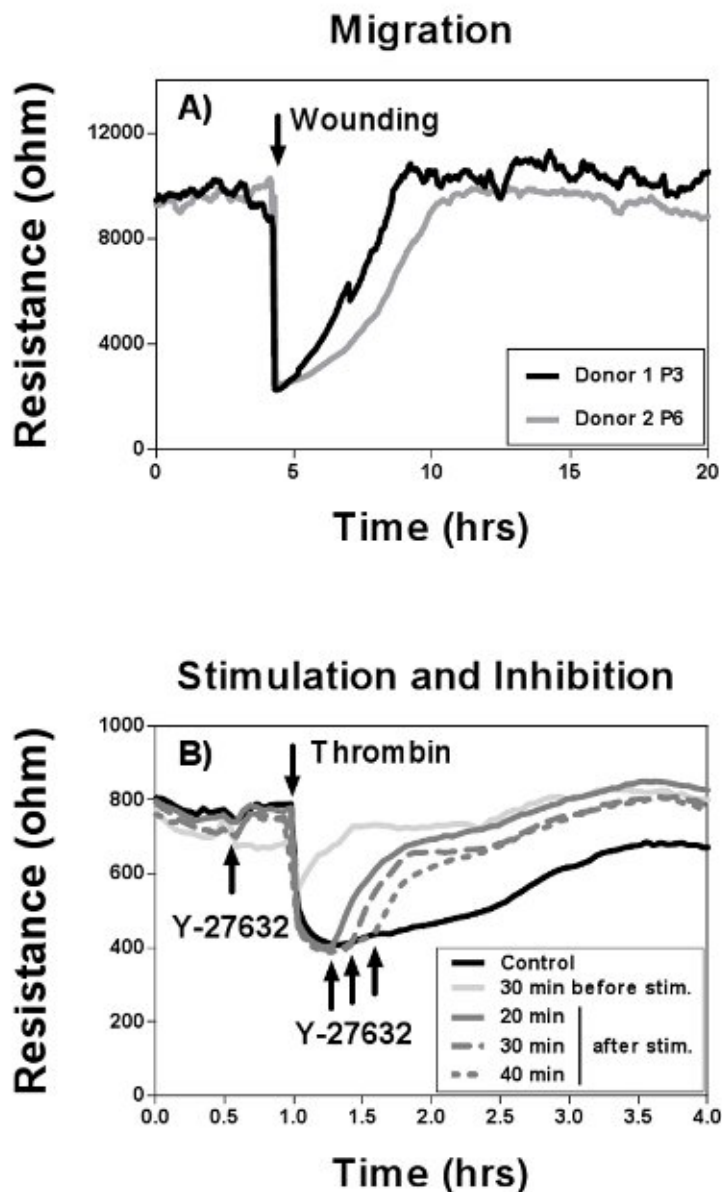 Migration
A)
Wounding
Resistance (ohm)
12000
8000
4000
0
Donor 1 P3
Donor 2 P6
0 5 10 15 20
Time (hrs)
Stimulation and Inhibition
B)
Thrombin
Resistance (ohm)
1000
800
600
400
200
0
Y-27632
Y-27632
Control
30 min before stim.
20 min
30 min after stim.
40 min
0.0 0.5 1.0 1.5 2.0 2.5 3.0 3.5 4.0
Time (hrs)